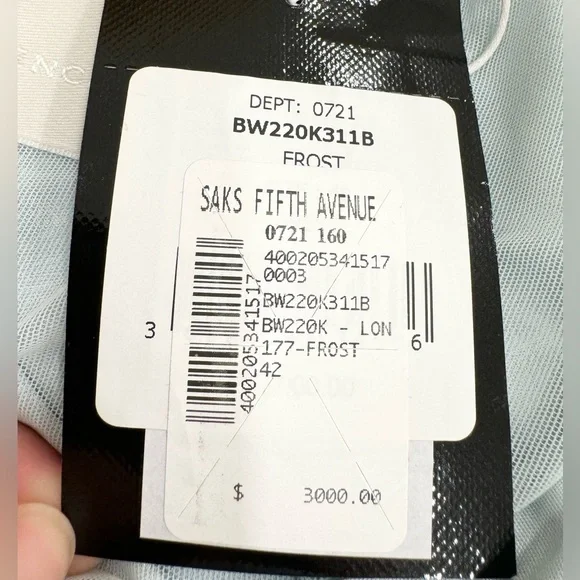 ENC
DEPT: 0721
BW220K311B
FROST
SAKS FIFTH AVENUE
0721 160
400205341517
0003
BW220K311B
BW220K - LON
177-FROST
42
400205341517
3
6
$ 3000.00